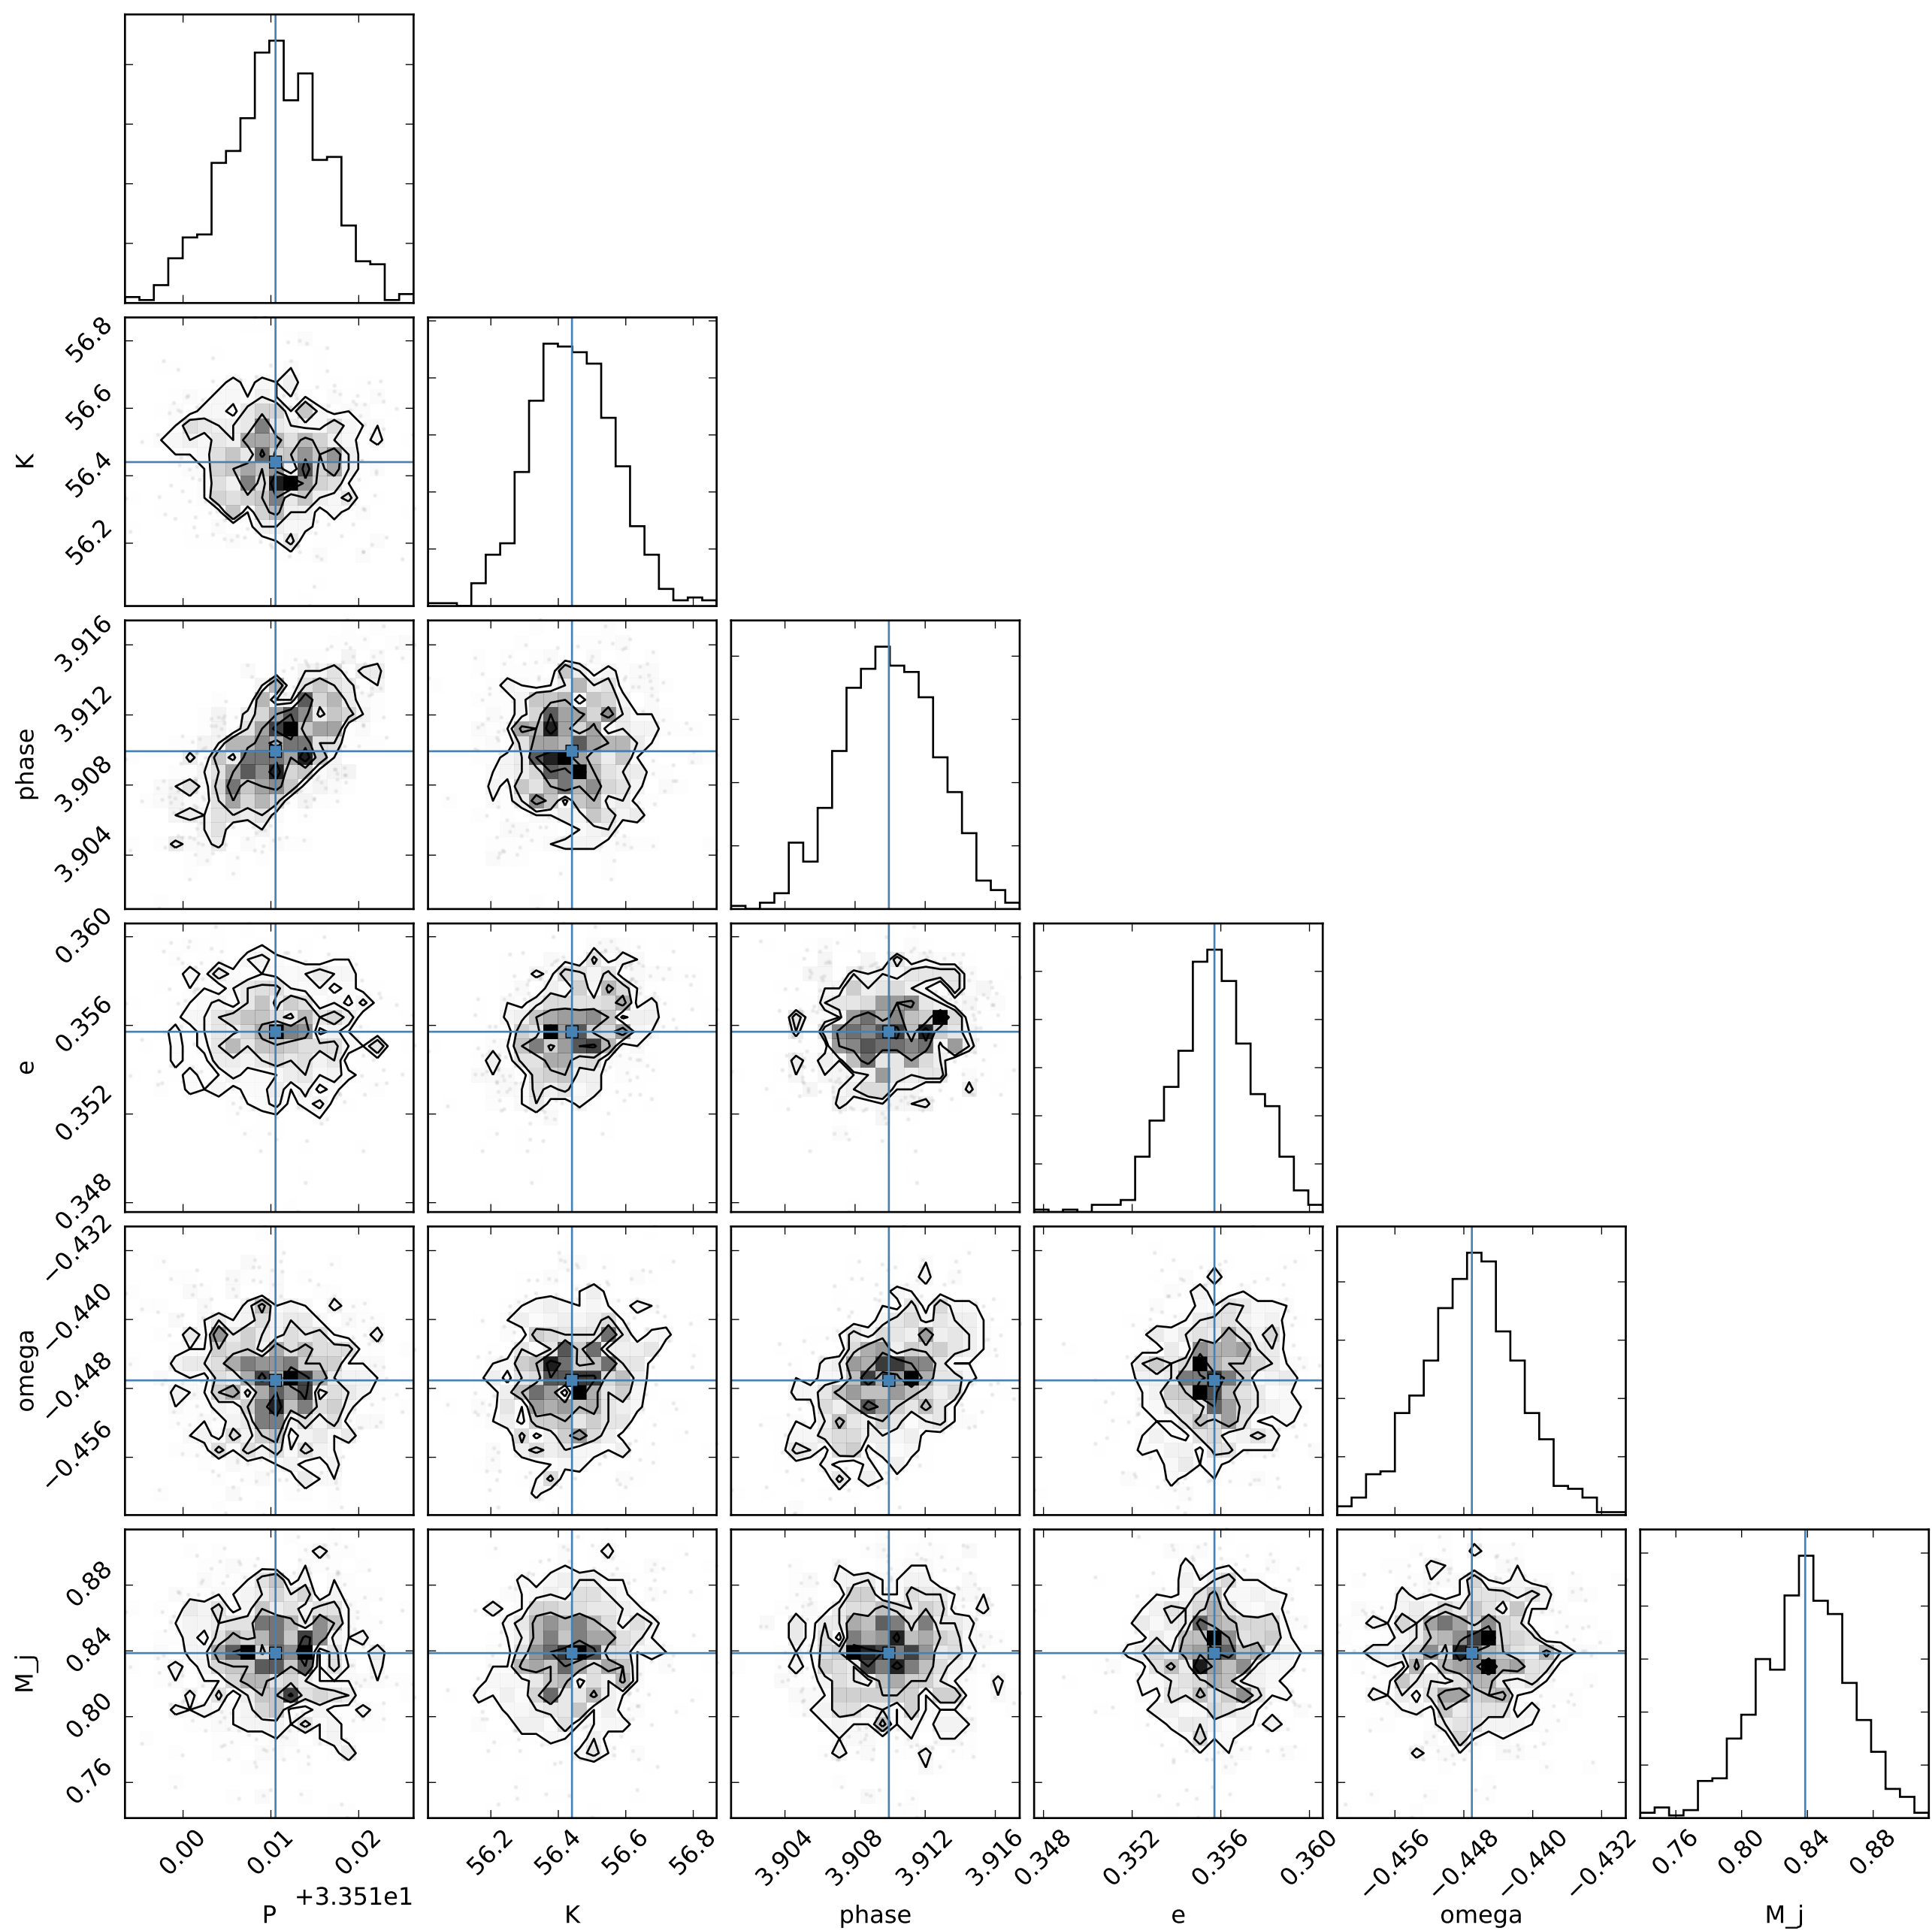 56.8
56.6
56.4
56.2
K
3.916
3.912
3.908
3.904
phase
0.360
0.356
0.352
0.348
e
−0.432
−0.440
−0.448
−0.456
omega
0.88
0.84
0.80
0.76
M_j
0.00 0.01 0.02
+3.351e1
P
56.2 56.4 56.6 56.8
K
3.904 3.908 3.912 3.916
phase
0.348 0.352 0.356 0.360
e
−0.456 −0.448 −0.440 −0.432
omega
0.76 0.80 0.84 0.88
M_j